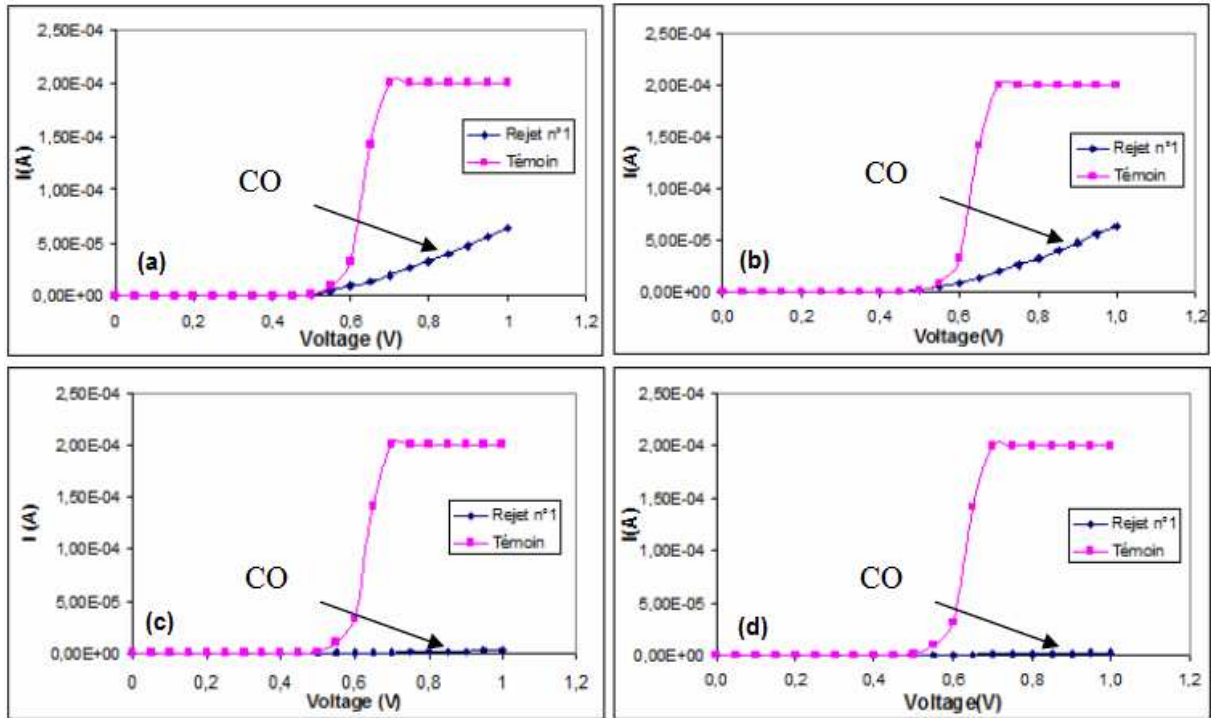 2,50E-04
2,00E-04
1,50E-04
1,00E-04
5,00E-05
0,00E+00
I(A)
CO
(a)
Rejet n°1
Témoin
0 0,2 0,4 0,6 0,8 1 1,2
Voltage (V)
2,50E-04
2,00E-04
1,50E-04
1,00E-04
5,00E-05
0,00E+00
I(A)
CO
(b)
Rejet n°1
Témoin
0,0 0,2 0,4 0,6 0,8 1,0 1,2
Voltage(V)
2,50E-04
2,00E-04
1,50E-04
1,00E-04
5,00E-05
0,00E+00
I (A)
CO
(c)
Rejet n°1
Témoin
0 0,2 0,4 0,6 0,8 1 1,2
Voltage (V)
2,50E-04
2,00E-04
1,50E-04
1,00E-04
5,00E-05
0,00E+00
I(A)
CO
(d)
Rejet n°1
Témoin
0,0 0,2 0,4 0,6 0,8 1,0 1,2
Voltage(V)